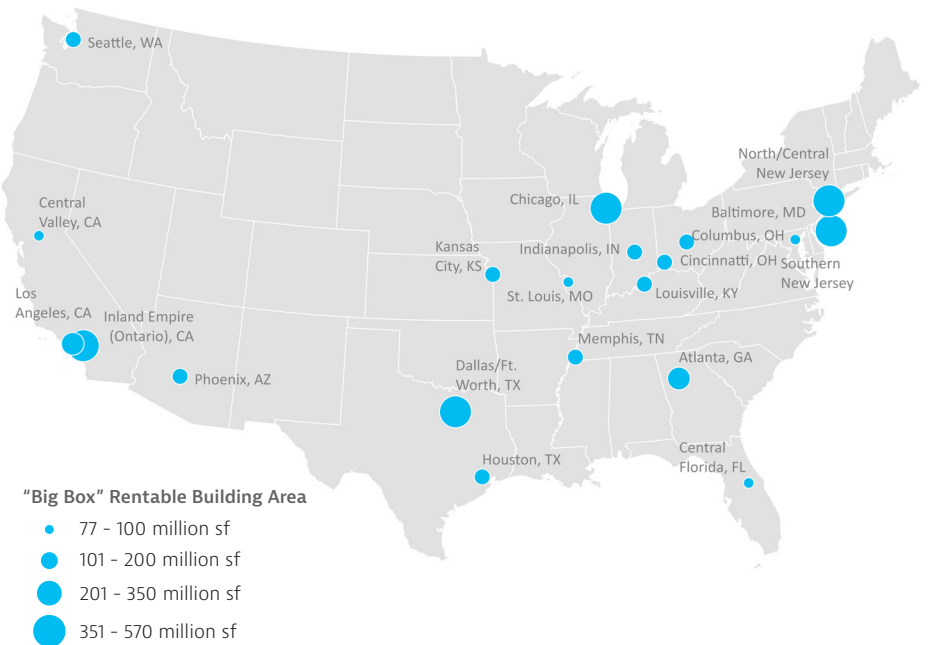 Seattle, WA
North/Central
New Jersey
Central
Valley, CA
Chicago, IL
Baltimore, MD
Columbus, OH
Kansas
City, KS
Indianapolis, IN
Cincinnatti, OH
Southern
New Jersey
Los
Angeles, CA
Inland Empire
(Ontario), CA
St. Louis, MO
Louisville, KY
Memphis, TN
Phoenix, AZ
Dallas/Ft.
Worth, TX
Atlanta, GA
Houston, TX
Central
Florida, FL
“Big Box” Rentable Building Area
77 - 100 million sf
101 - 200 million sf
201 - 350 million sf
351 - 570 million sf